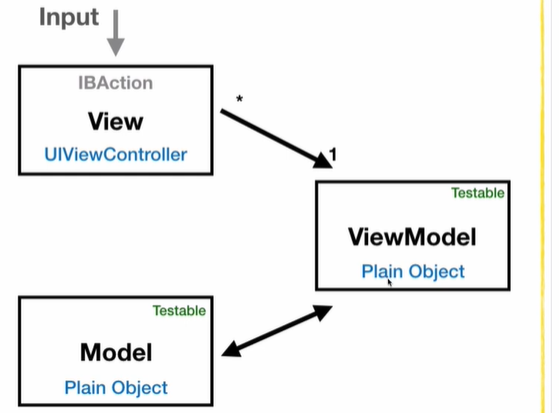 Input
IBAction
View
UIViewController
*
1
Testable
ViewModel
Plain Object
Testable
Model
Plain Object